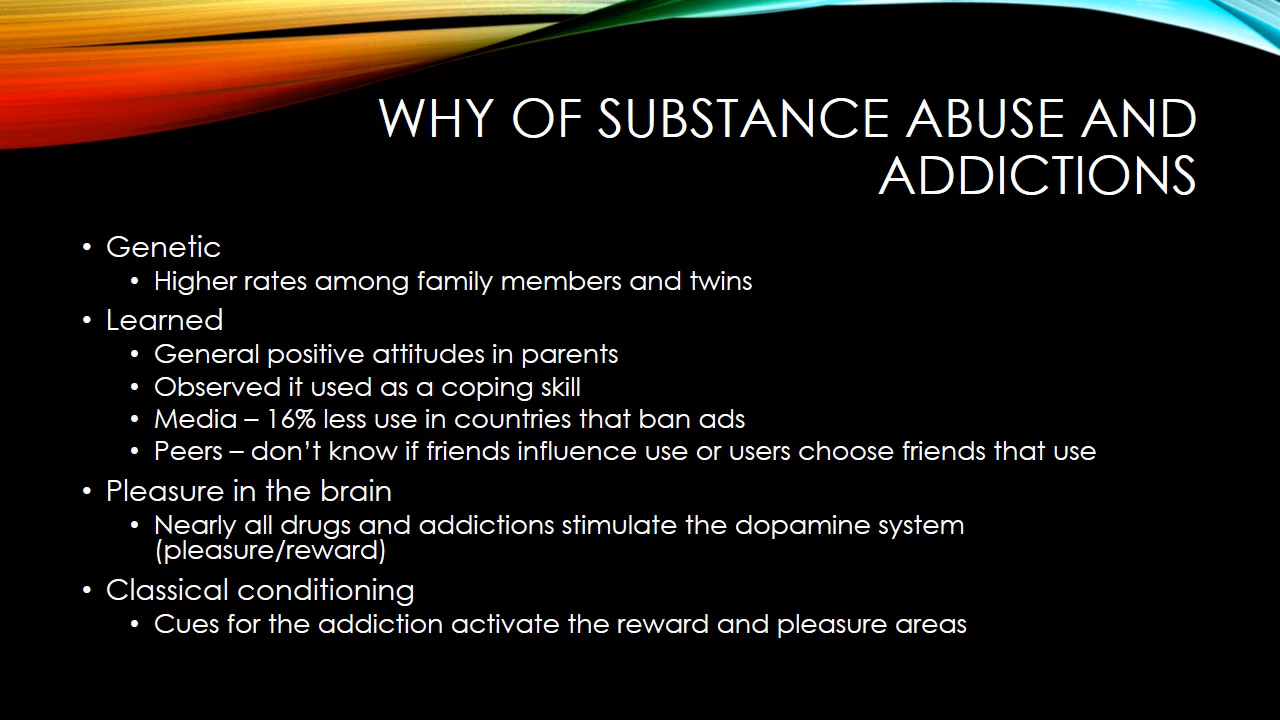 WHY OF SUBSTANCE ABUSE AND
ADDICTIONS
• Genetic
• Higher rates among family members and twins
• Learned
• General positive attitudes in parents
• Observed it used as a coping skill
• Media – 16% less use in countries that ban ads
• Peers – don’t know if friends influence use or users choose friends that use
• Pleasure in the brain
• Nearly all drugs and addictions stimulate the dopamine system
(pleasure/reward)
• Classical conditioning
• Cues for the addiction activate the reward and pleasure areas